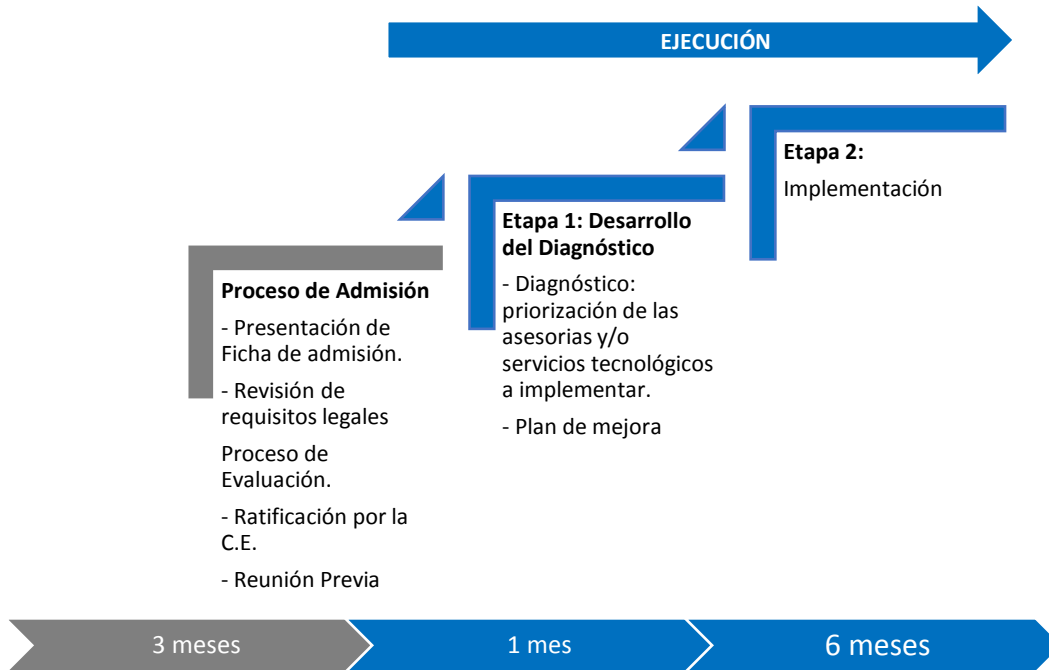 EJECUCIÓN
Etapa 2:
Implementación
Etapa 1: Desarrollo
del Diagnóstico
- Diagnóstico:
priorización de las
asesorias y/o
servicios tecnológicos
a implementar.
- Plan de mejora
Proceso de Admisión
- Presentación de
Ficha de admisión.
- Revisión de
requisitos legales
Proceso de
Evaluación.
- Ratificación por la
C.E.
- Reunión Previa
3 meses
1 mes
6 meses